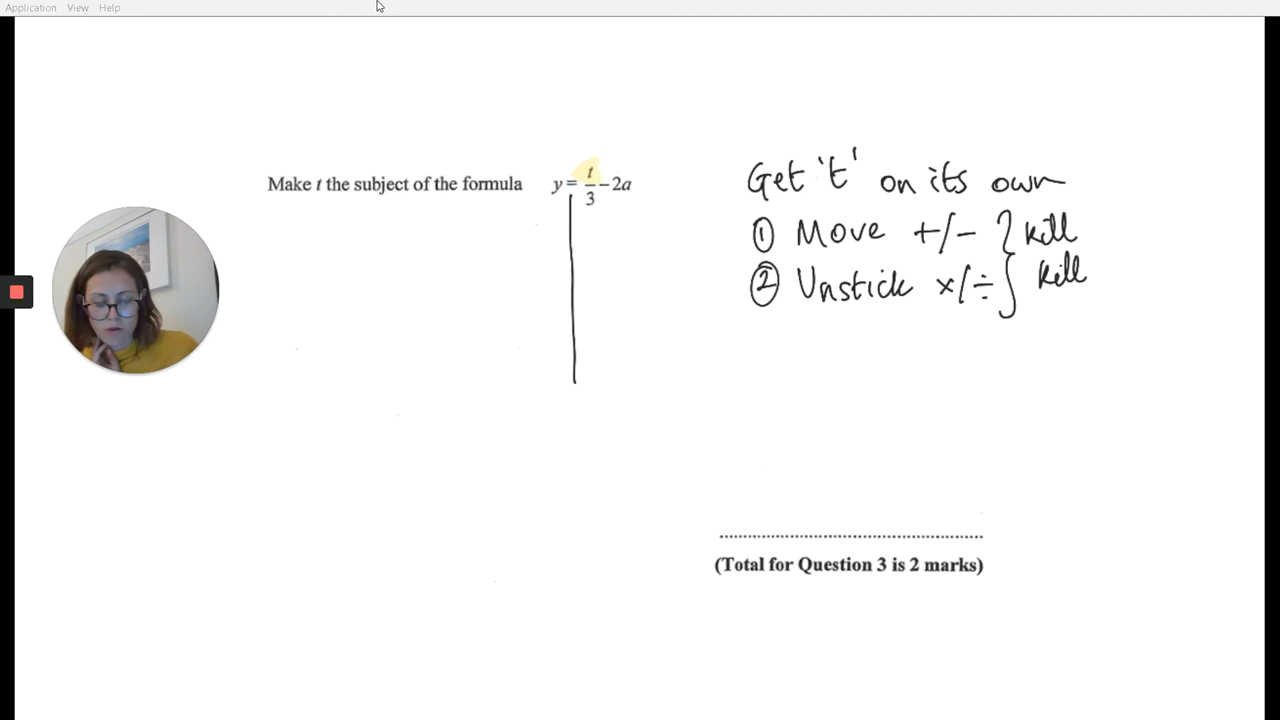 Application View Help
Make t the subject of the formula y = t/3 − 2a
Get 't' on its own
① Move +/- } kill
② Unstick ×/÷ } kill
(Total for Question 3 is 2 marks)